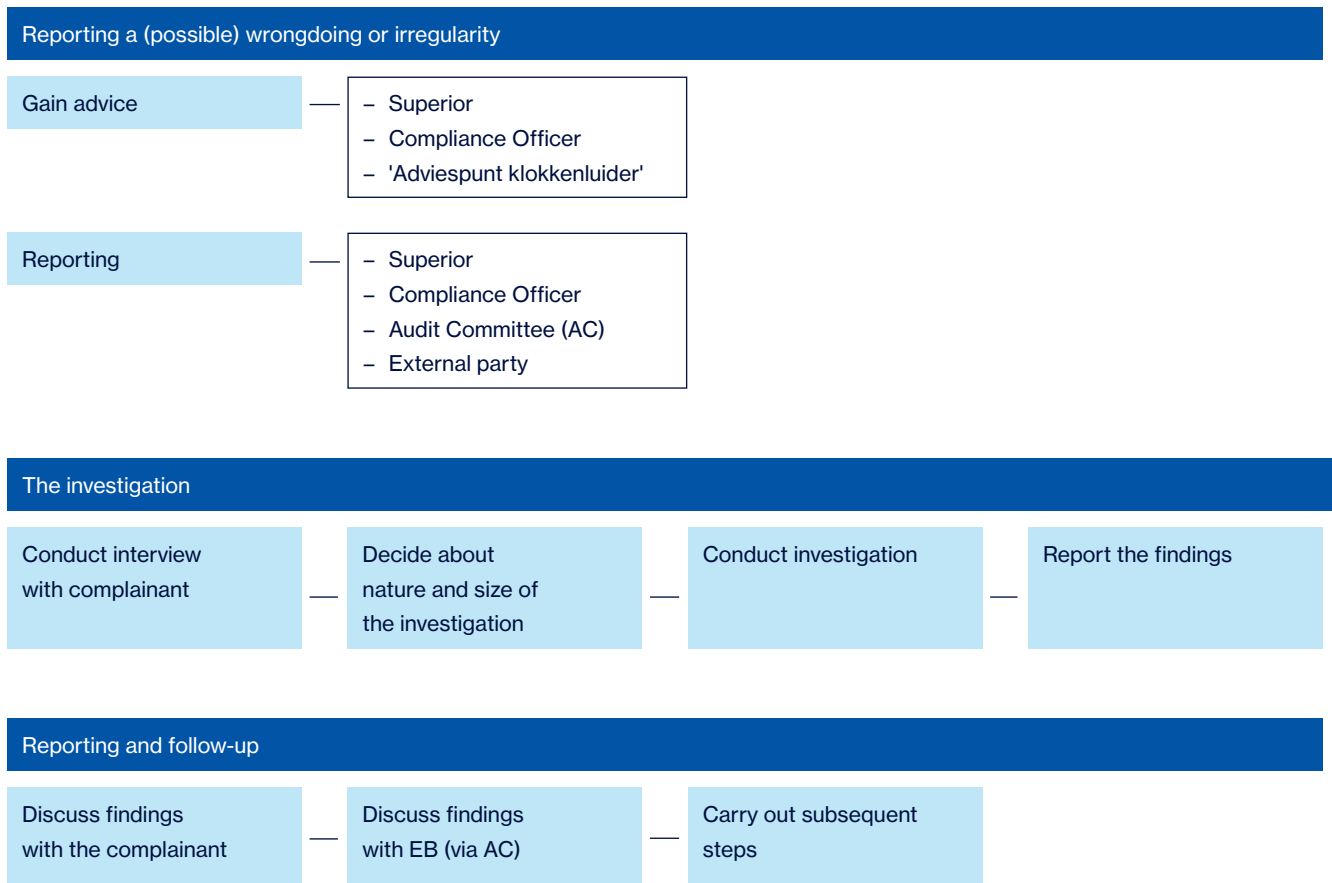 Reporting a (possible) wrongdoing or irregularity
Gain advice
– Superior
– Compliance Officer
– 'Adviespunt klokkenluider'
Reporting
– Superior
– Compliance Officer
– Audit Committee (AC)
– External party
The investigation
Conduct interview
with complainant
Decide about
nature and size of
the investigation
Conduct investigation
Report the findings
Reporting and follow-up
Discuss findings
with the complainant
Discuss findings
with EB (via AC)
Carry out subsequent
steps